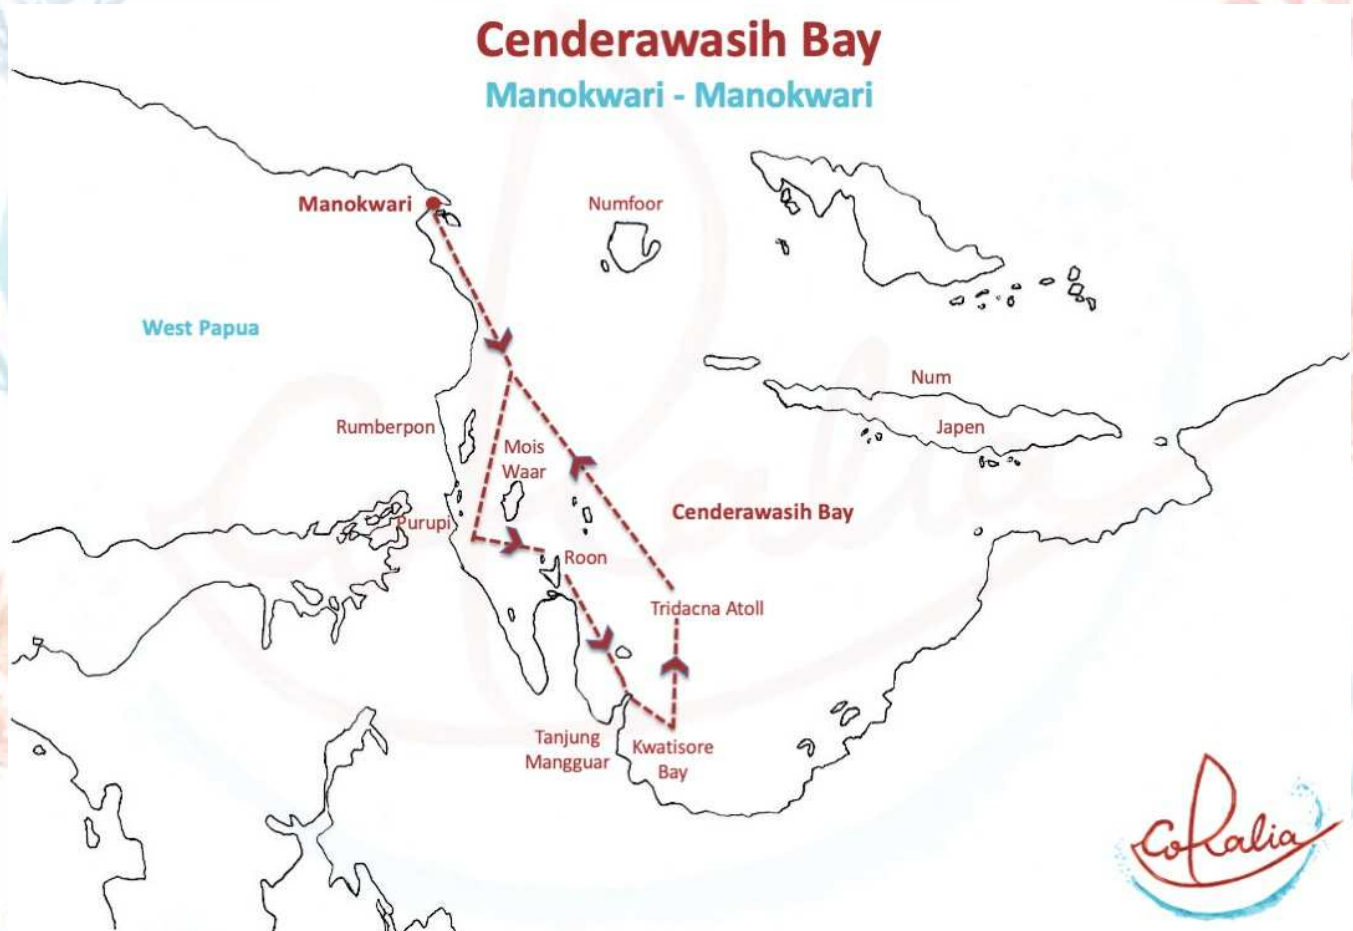 Cenderawasih Bay
Manokwari - Manokwari
Manokwari
Numfoor
West Papua
Num
Rumberpon
Japen
Mois
Waar
Purupi
Cenderawasih Bay
Roon
Tridacna Atoll
Tanjung
Mangguar
Kwatisore
Bay
CoRalia